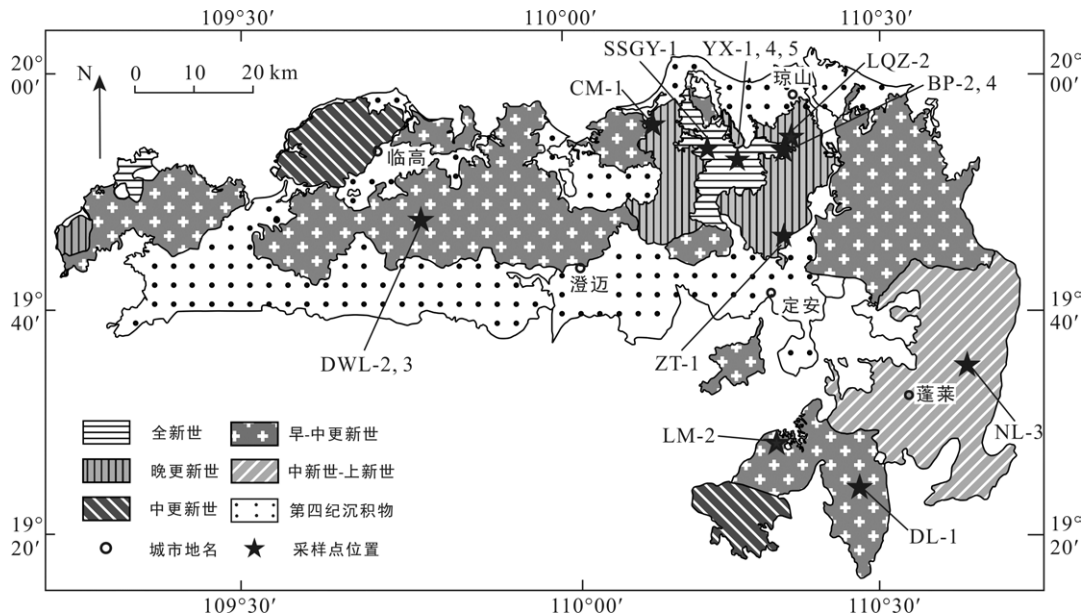 109°30′
110°00′
110°30′
20°
00′
20°
00′
N
0
10
20 km
SSGY-1
YX-1, 4, 5
LQZ-2
CM-1
琼山
BP-2, 4
临高
19°
40′
19°
40′
澄迈
定安
DWL-2, 3
ZT-1
蓬莱
NL-3
LM-2
DL-1
全新世
早-中更新世
晚更新世
中新世-上新世
中更新世
第四纪沉积物
城市地名
采样点位置
19°
20′
19°
20′
109°30′
110°00′
110°30′